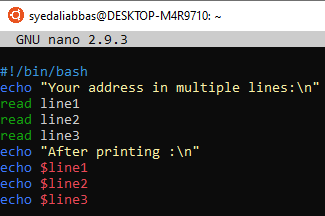 syedaliabbas@DESKTOP-M4R9710: ~
GNU nano 2.9.3
#!/bin/bash
echo "Your address in multiple lines:\n"
read line1
read line2
read line3
echo "After printing :\n"
echo $line1
echo $line2
echo $line3